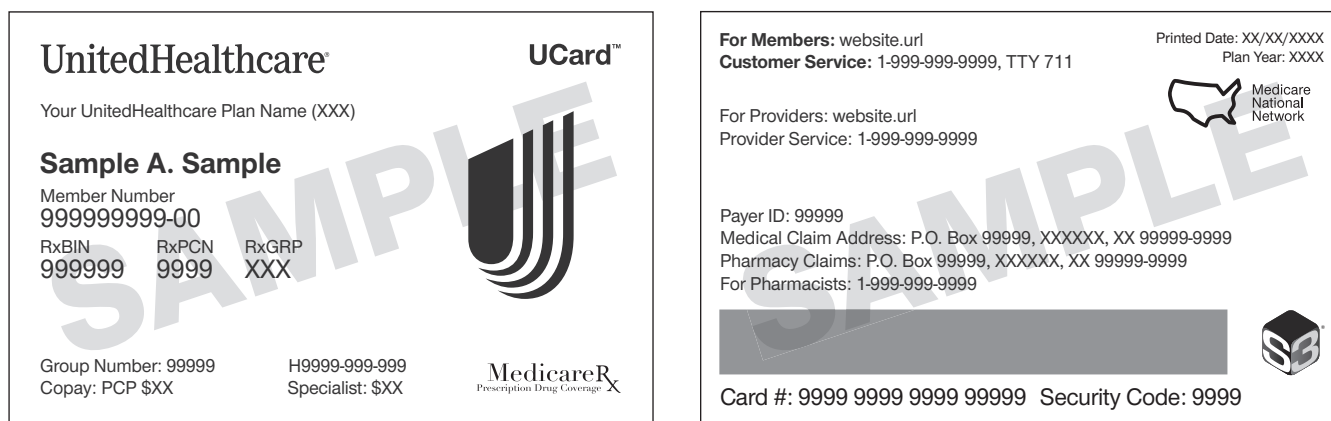 UnitedHealthcare®
UCard™
Your UnitedHealthcare Plan Name (XXX)
Sample A. Sample
Member Number
999999999-00
RxBIN RxPCN RxGRP
999999 9999 XXX
Group Number: 99999 H9999-999-999
Copay: PCP $XX Specialist: $XX
MedicareRx
Prescription Drug Coverage
SAMPLE
For Members: website.url
Customer Service: 1-999-999-9999, TTY 711
Printed Date: XX/XX/XXXX
Plan Year: XXXX
Medicare
National
Network
For Providers: website.url
Provider Service: 1-999-999-9999
Payer ID: 99999
Medical Claim Address: P.O. Box 99999, XXXXXX, XX 99999-9999
Pharmacy Claims: P.O. Box 99999, XXXXXX, XX 99999-9999
For Pharmacists: 1-999-999-9999
S3
Card #: 9999 9999 9999 99999 Security Code: 9999
SAMPLE